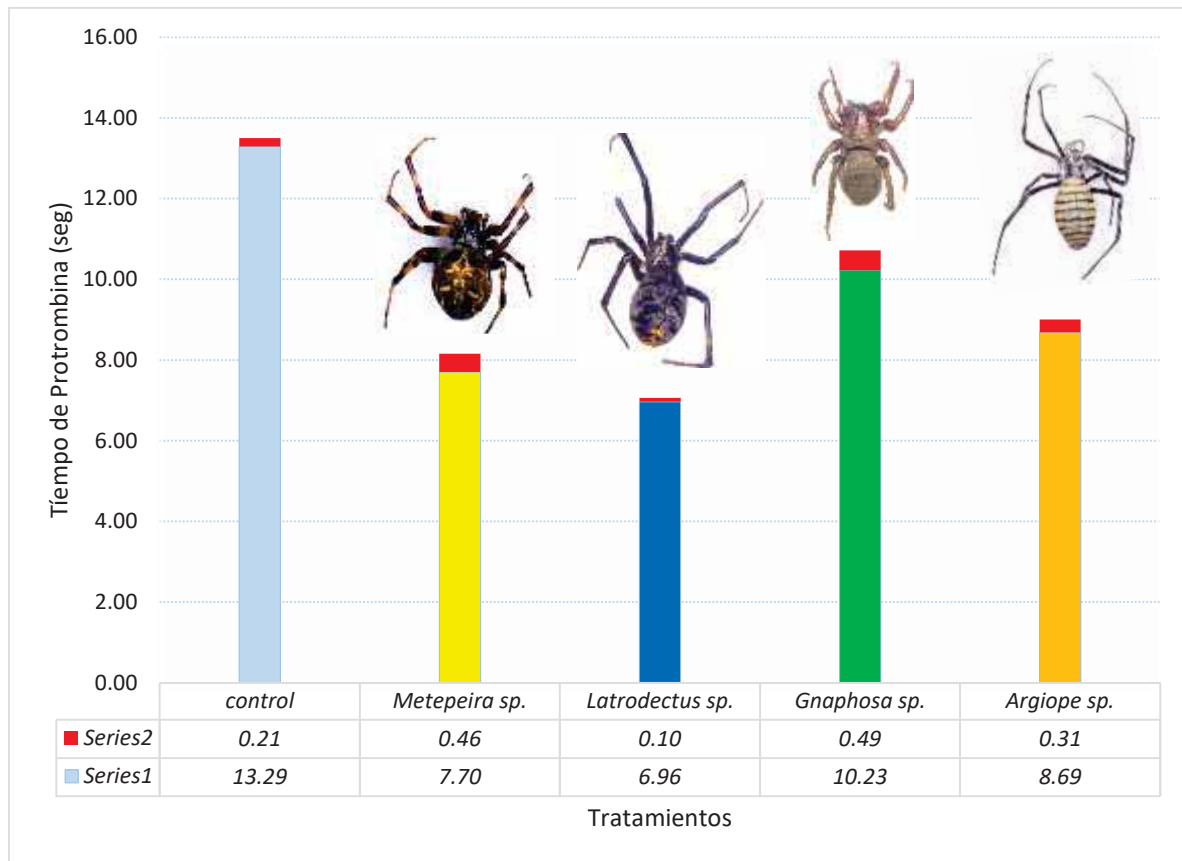 16.00
14.00
12.00
10.00
8.00
6.00
4.00
2.00
0.00
Tíempo de Protrombina (seg)
control Metepeira sp. Latrodectus sp. Gnaphosa sp. Argiope sp.
Series2 0.21 0.46 0.10 0.49 0.31
Series1 13.29 7.70 6.96 10.23 8.69
Tratamientos